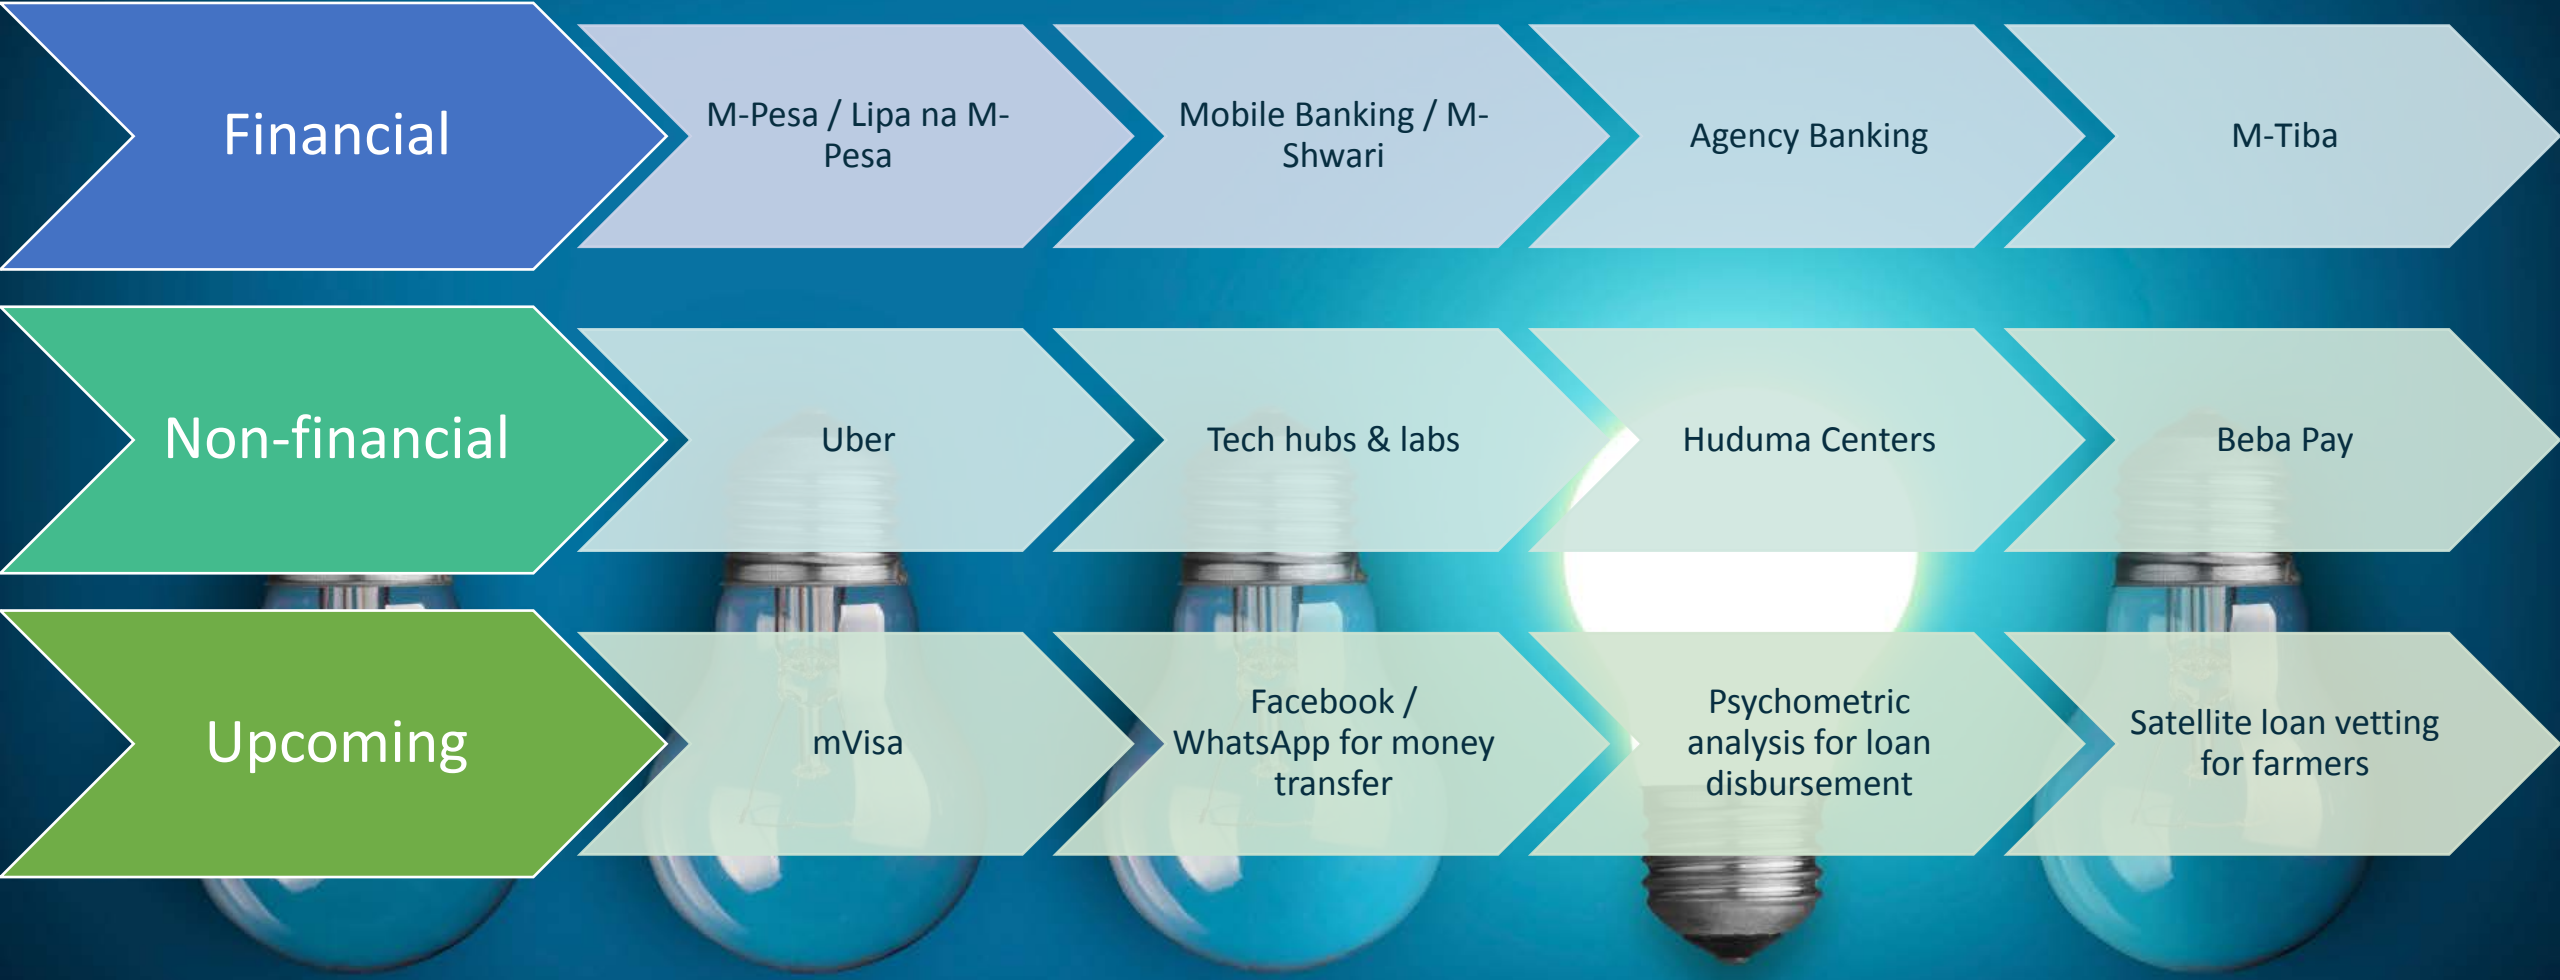 Financial
M-Pesa / Lipa na M-
Pesa
Mobile Banking / M-
Shwari
Agency Banking
M-Tiba
Non-financial
Uber
Tech hubs & labs
Huduma Centers
Beba Pay
Upcoming
mVisa
Facebook /
WhatsApp for money
transfer
Psychometric
analysis for loan
disbursement
Satellite loan vetting
for farmers